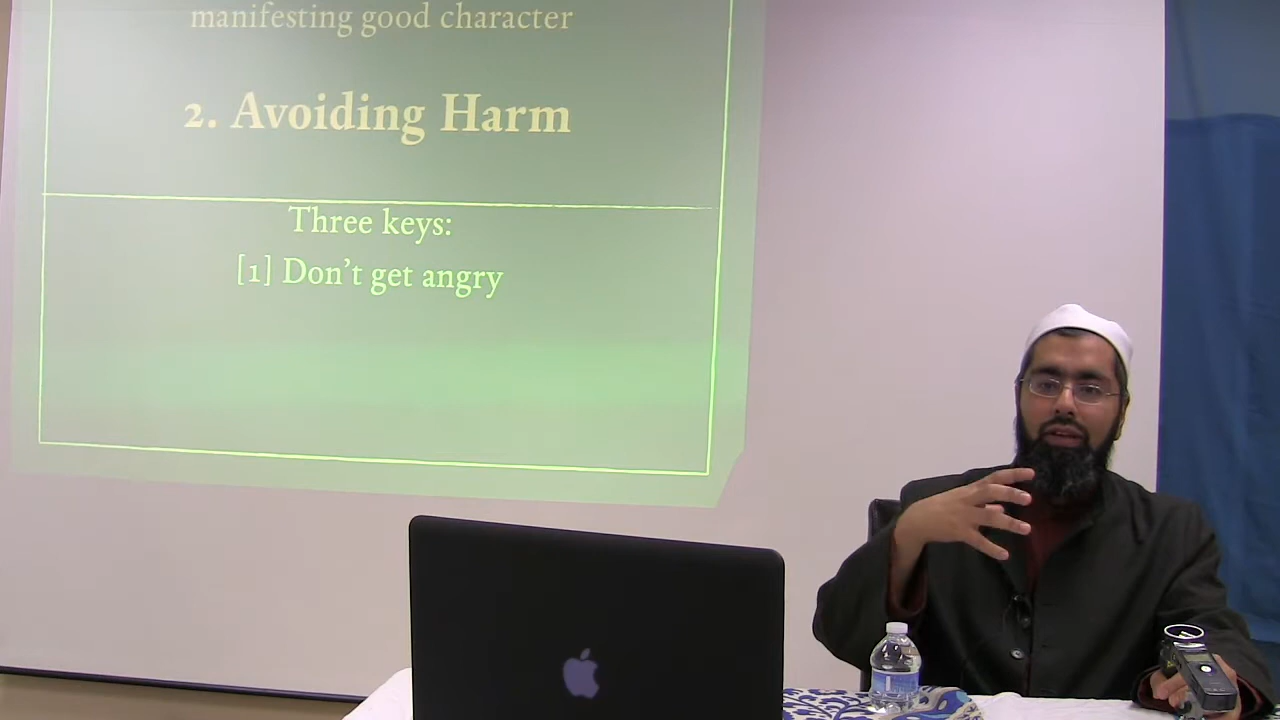 manifesting good character
2. Avoiding Harm
Three keys:
[1] Don't get angry